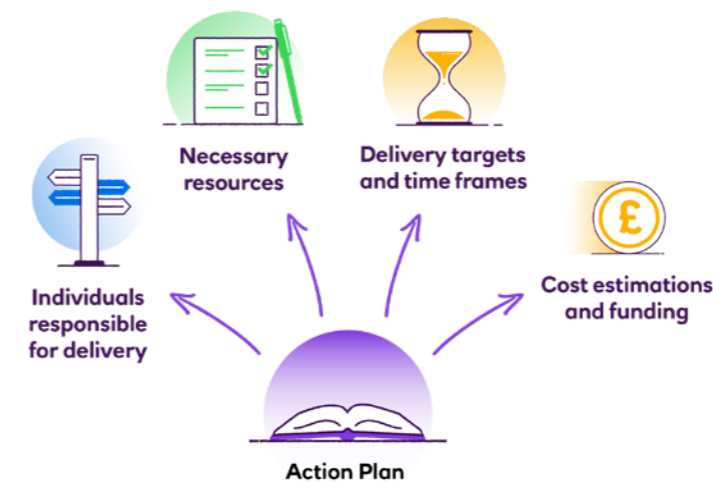 Necessary
resources
Delivery targets
and time frames
£
Individuals
responsible
for delivery
Cost estimations
and funding
Action Plan